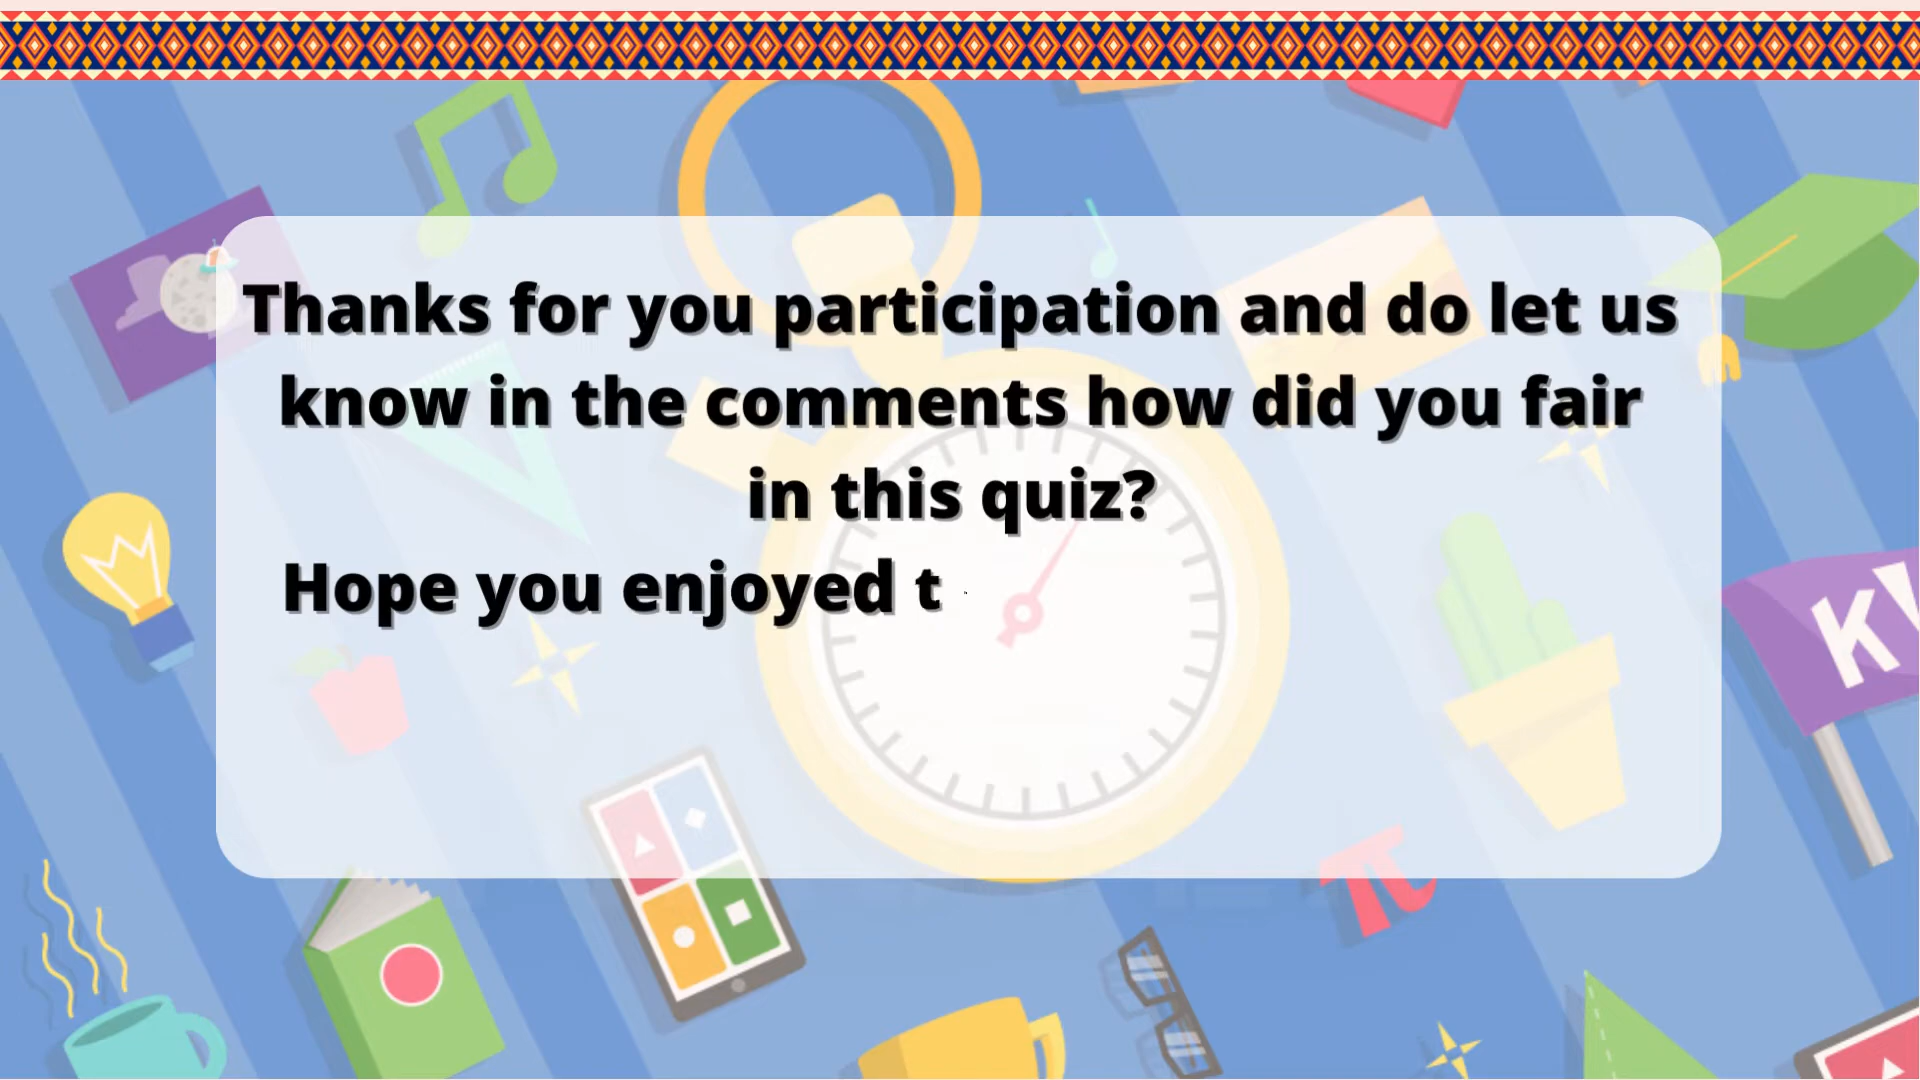 Thanks for you participation and do let us
know in the comments how did you fair
in this quiz?
Hope you enjoyed t
π